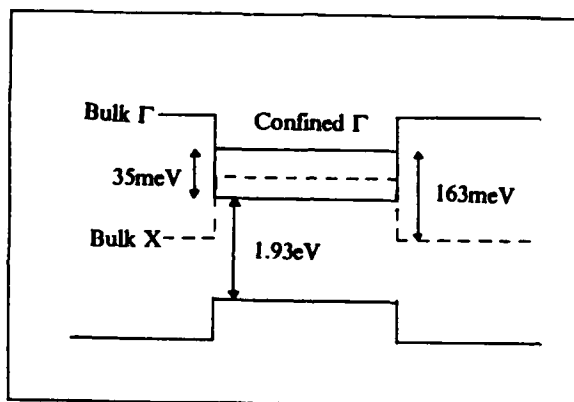 Bulk Γ
Confined Γ
35meV
163meV
Bulk X
1.93eV